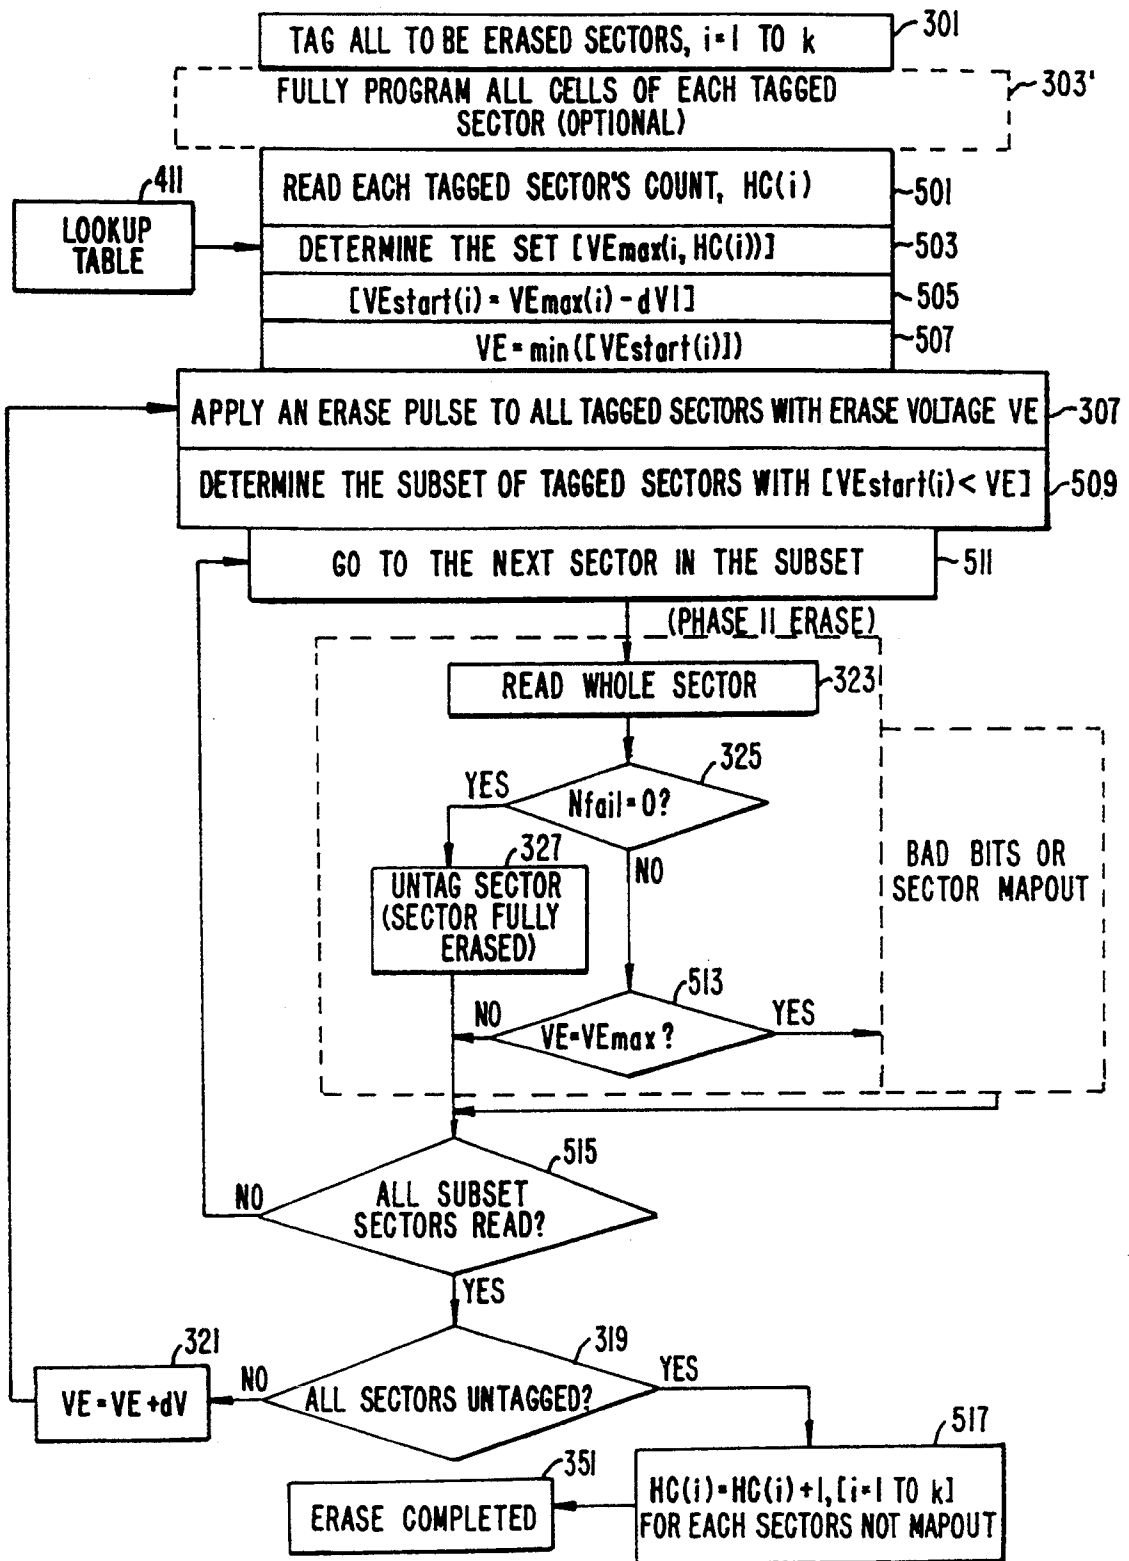 TAG ALL TO BE ERASED SECTORS, i=1 TO k
301
FULLY PROGRAM ALL CELLS OF EACH TAGGED
SECTOR (OPTIONAL)
303'
READ EACH TAGGED SECTOR'S COUNT, HC(i)
501
411
LOOKUP
TABLE
DETERMINE THE SET [VEmax(i, HC(i))]
503
[VEstart(i) = VEmax(i) - dV1]
505
VE = min([VEstart(i)])
507
APPLY AN ERASE PULSE TO ALL TAGGED SECTORS WITH ERASE VOLTAGE VE
307
DETERMINE THE SUBSET OF TAGGED SECTORS WITH [VEstart(i) < VE]
509
GO TO THE NEXT SECTOR IN THE SUBSET
511
(PHASE II ERASE)
READ WHOLE SECTOR
323
325
Nfail=0?
YES
NO
327
UNTAG SECTOR
(SECTOR FULLY
ERASED)
BAD BITS OR
SECTOR MAPOUT
513
VE=VEmax?
NO
YES
515
ALL SUBSET
SECTORS READ?
NO
YES
319
ALL SECTORS UNTAGGED?
NO
YES
321
VE = VE +dV
517
HC(i)=HC(i)+1,[i=1 TO k]
FOR EACH SECTORS NOT MAPOUT
351
ERASE COMPLETED